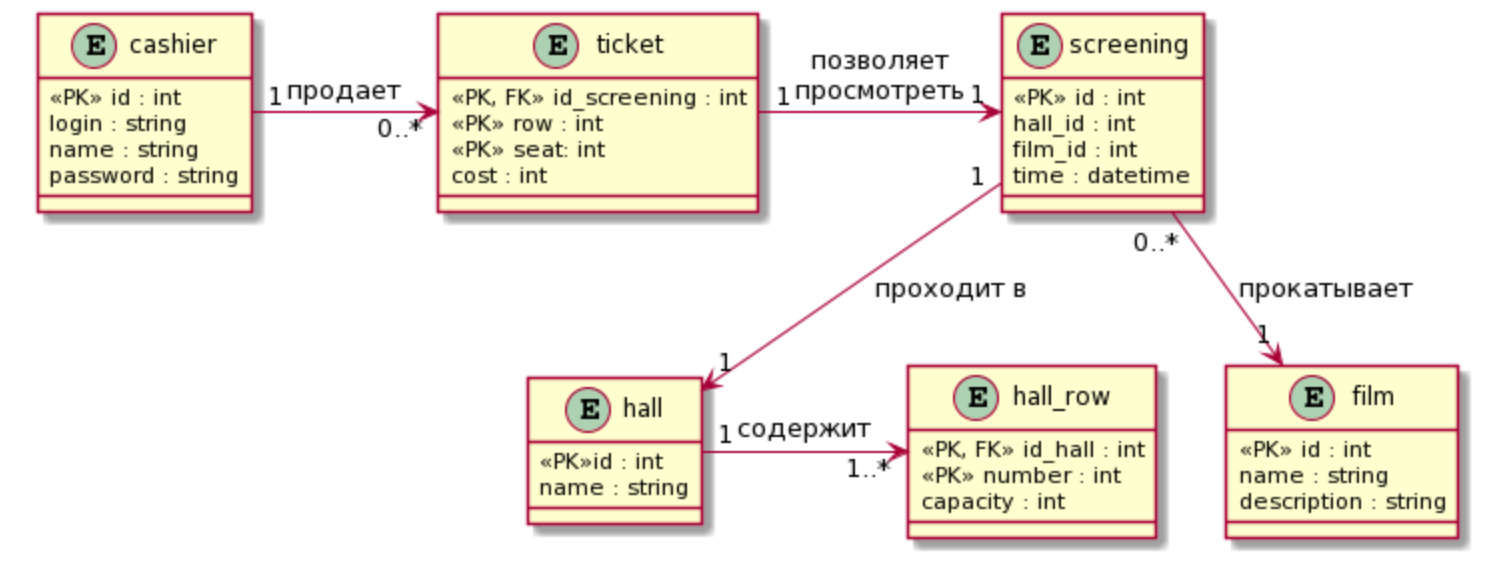 E cashier
«PK» id : int
login : string
name : string
password : string
1 продает
0..*
E ticket
«PK, FK» id_screening : int
«PK» row : int
«PK» seat: int
cost : int
позволяет
1 просмотреть 1
E screening
«PK» id : int
hall_id : int
film_id : int
time : datetime
1
проходит в
1
0..*
прокатывает
1
E hall
«PK»id : int
name : string
1 содержит
1..*
E hall_row
«PK, FK» id_hall : int
«PK» number : int
capacity : int
E film
«PK» id : int
name : string
description : string